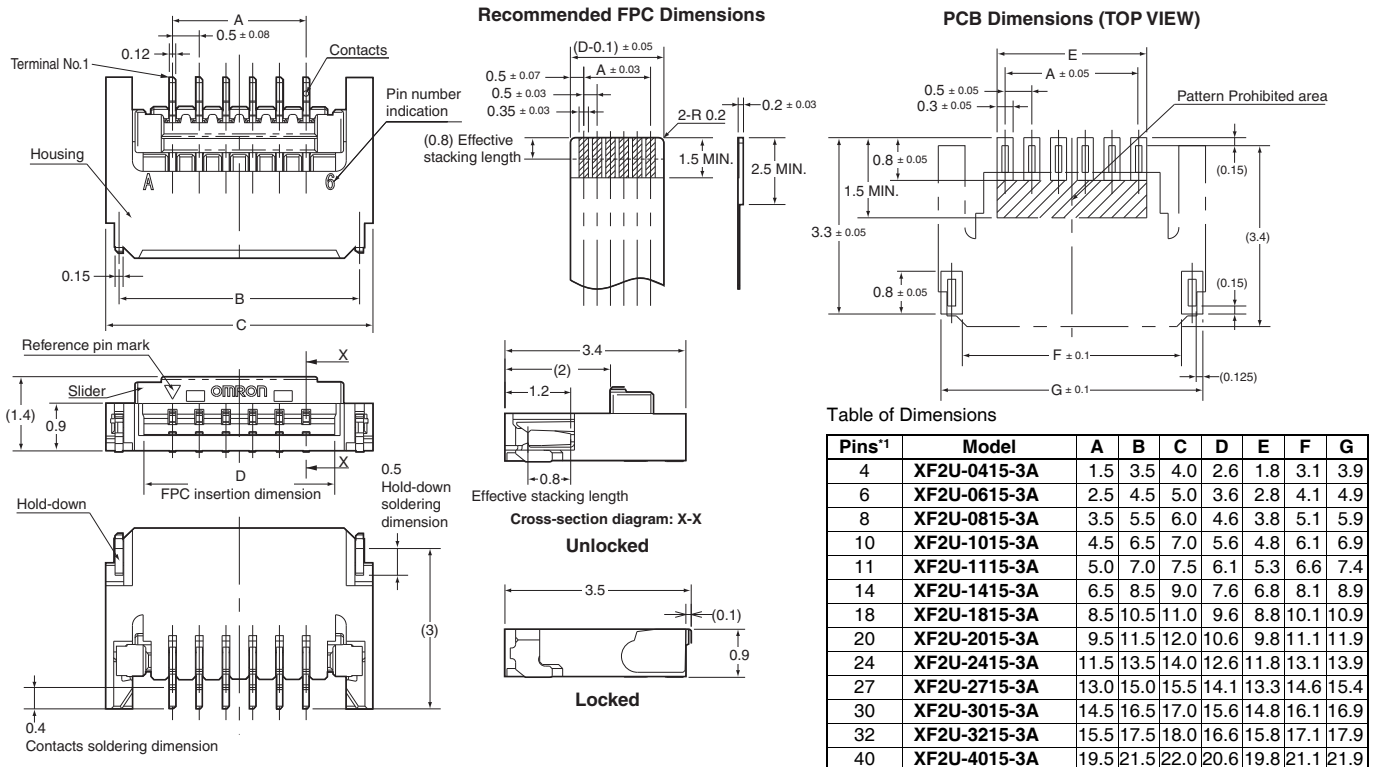 Recommended FPC Dimensions
PCB Dimensions (TOP VIEW)
A
0.5 ± 0.08
0.12
Terminal No.1
Contacts
Pin number
indication
Housing
A
6
0.15
B
C
(D-0.1) ± 0.05
0.5 ± 0.07
A ± 0.03
0.5 ± 0.03
0.35 ± 0.03
0.2 ± 0.03
2-R 0.2
(0.8) Effective
stacking length
1.5 MIN.
2.5 MIN.
E
A ± 0.05
0.5 ± 0.05
0.3 ± 0.05
Pattern Prohibited area
0.8 ± 0.05
(0.15)
1.5 MIN.
3.3 ± 0.05
(3.4)
0.8 ± 0.05
(0.15)
F ± 0.1
(0.125)
G ± 0.1
Reference pin mark
X
Slider
OMRON
(1.4)
0.9
X
D
FPC insertion dimension
3.4
(2)
1.2
0.8
Effective stacking length
Cross-section diagram: X-X
Unlocked
0.5
Hold-down
soldering
dimension
Hold-down
(3)
0.4
Contacts soldering dimension
3.5
(0.1)
0.9
Locked
Table of Dimensions
Pins*1 Model A B C D E F G
4 XF2U-0415-3A 1.5 3.5 4.0 2.6 1.8 3.1 3.9
6 XF2U-0615-3A 2.5 4.5 5.0 3.6 2.8 4.1 4.9
8 XF2U-0815-3A 3.5 5.5 6.0 4.6 3.8 5.1 5.9
10 XF2U-1015-3A 4.5 6.5 7.0 5.6 4.8 6.1 6.9
11 XF2U-1115-3A 5.0 7.0 7.5 6.1 5.3 6.6 7.4
14 XF2U-1415-3A 6.5 8.5 9.0 7.6 6.8 8.1 8.9
18 XF2U-1815-3A 8.5 10.5 11.0 9.6 8.8 10.1 10.9
20 XF2U-2015-3A 9.5 11.5 12.0 10.6 9.8 11.1 11.9
24 XF2U-2415-3A 11.5 13.5 14.0 12.6 11.8 13.1 13.9
27 XF2U-2715-3A 13.0 15.0 15.5 14.1 13.3 14.6 15.4
30 XF2U-3015-3A 14.5 16.5 17.0 15.6 14.8 16.1 16.9
32 XF2U-3215-3A 15.5 17.5 18.0 16.6 15.8 17.1 17.9
40 XF2U-4015-3A 19.5 21.5 22.0 20.6 19.8 21.1 21.9